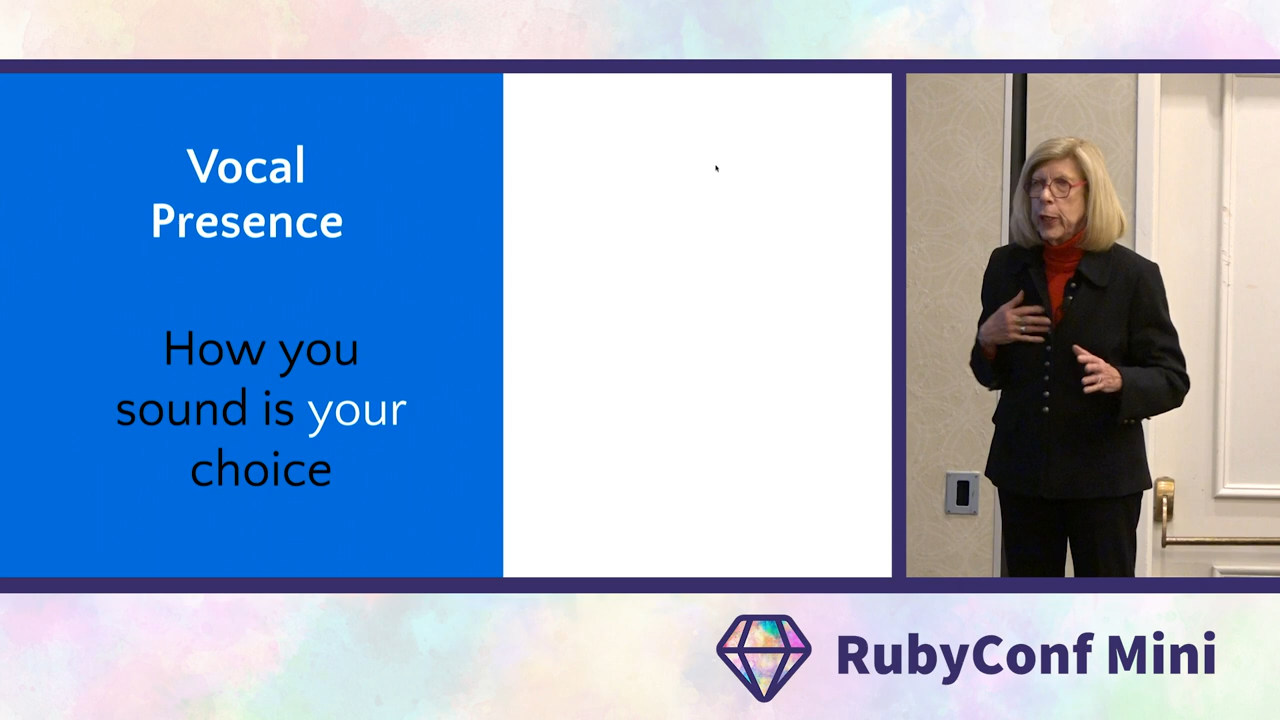 Vocal
Presence
How you
sound is your
choice
RubyConf Mini